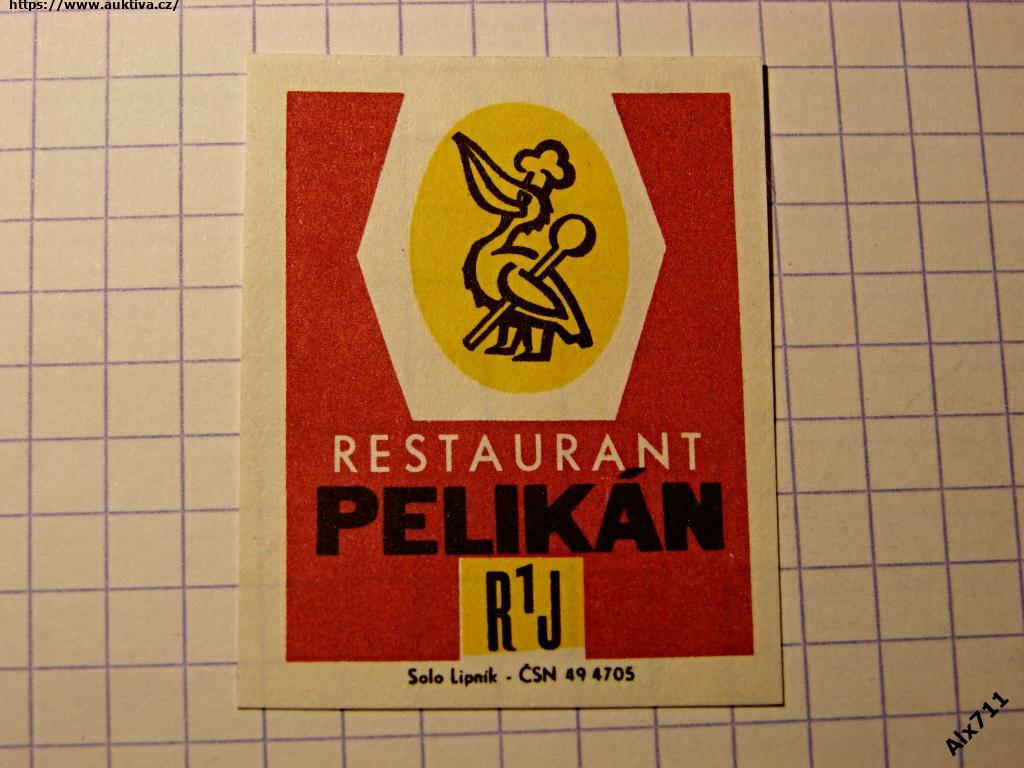 https://www.auktiva.cz/
RESTAURANT
PELIKÁN
R1J
Solo Lipník - ČSN 49 4705
Alx711